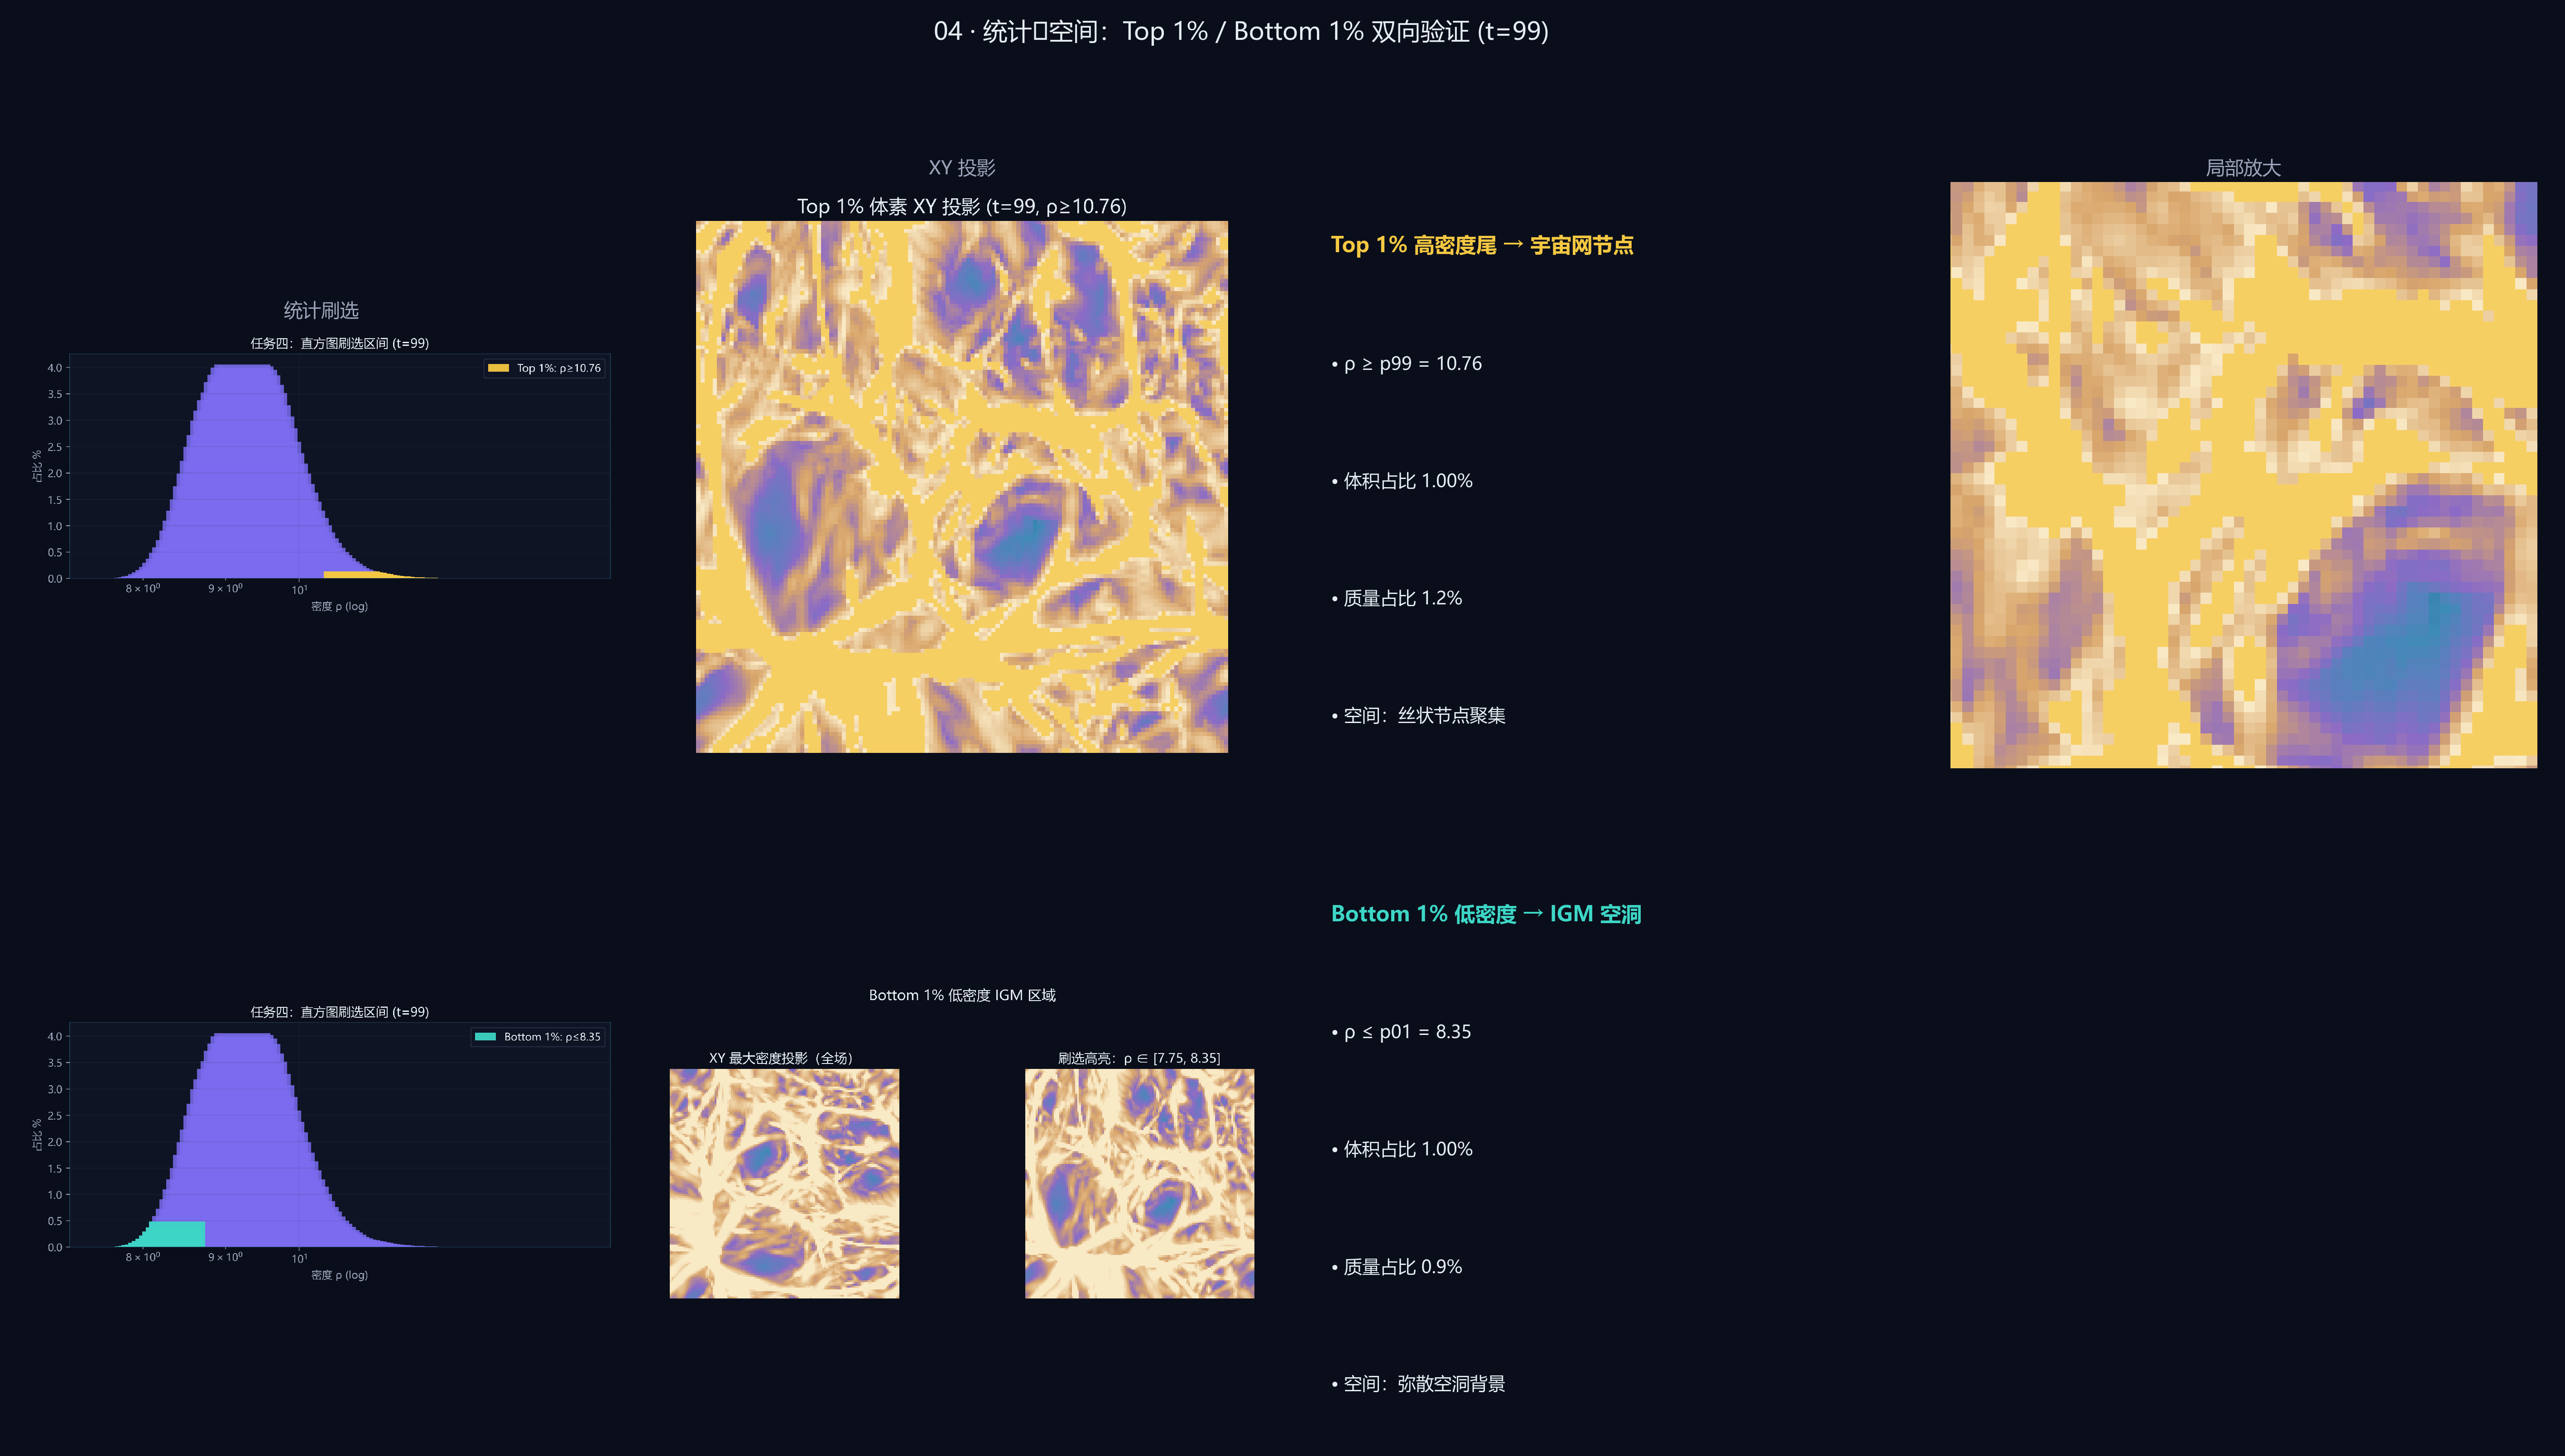 04 · 统计▯空间：Top 1% / Bottom 1% 双向验证 (t=99)
统计刷选
任务四：直方图刷选区间 (t=99)
Top 1%: ρ≥10.76
占比 %
4.0
3.5
3.0
2.5
2.0
1.5
1.0
0.5
0.0
8 × 10⁰
9 × 10⁰
10¹
密度 ρ (log)
XY 投影
Top 1% 体素 XY 投影 (t=99, ρ≥10.76)
Top 1% 高密度尾 → 宇宙网节点
• ρ ≥ p99 = 10.76
• 体积占比 1.00%
• 质量占比 1.2%
• 空间：丝状节点聚集
局部放大
任务四：直方图刷选区间 (t=99)
Bottom 1%: ρ≤8.35
占比 %
4.0
3.5
3.0
2.5
2.0
1.5
1.0
0.5
0.0
8 × 10⁰
9 × 10⁰
10¹
密度 ρ (log)
Bottom 1% 低密度 IGM 区域
XY 最大密度投影（全场）
刷选高亮：ρ ∈ [7.75, 8.35]
Bottom 1% 低密度 → IGM 空洞
• ρ ≤ p01 = 8.35
• 体积占比 1.00%
• 质量占比 0.9%
• 空间：弥散空洞背景